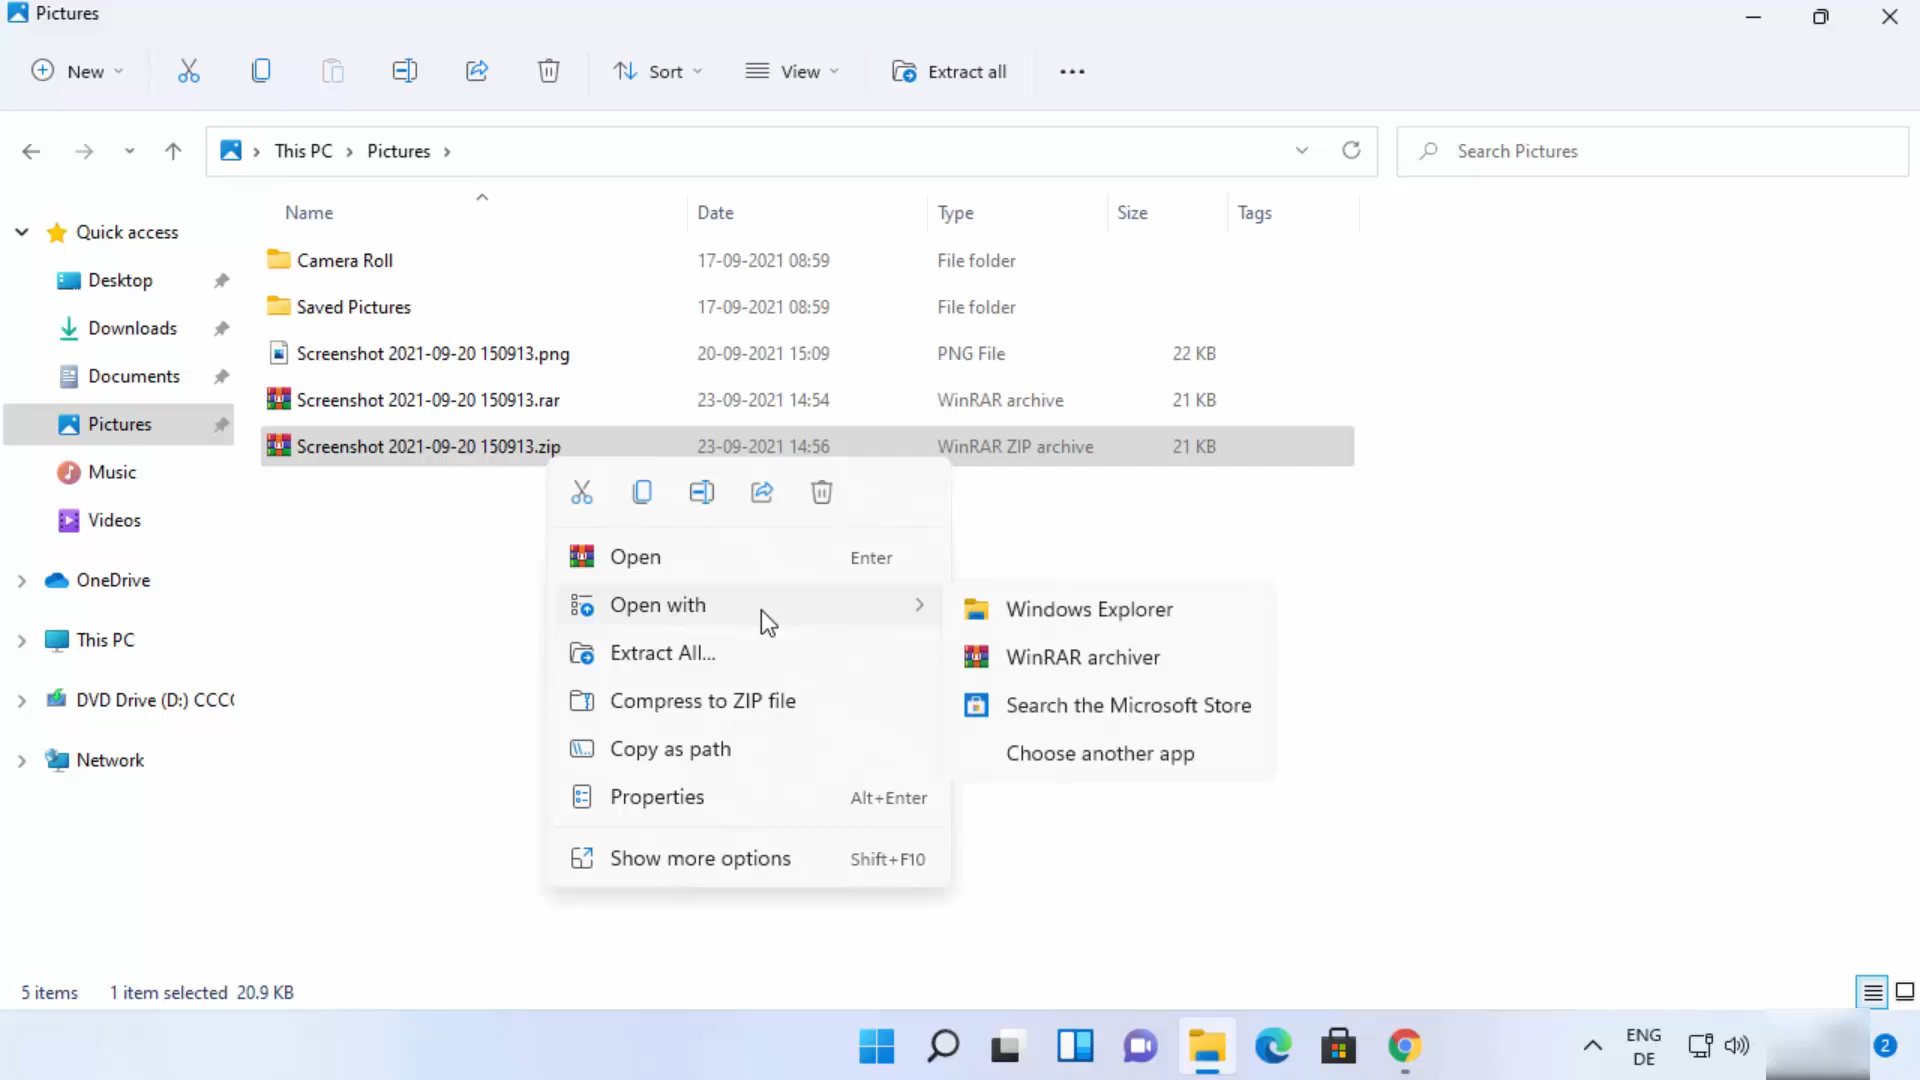 Pictures
New
Sort
View
Extract all
This PC
Pictures
Search Pictures
Name Date Type Size Tags
Quick access
Desktop
Downloads
Documents
Pictures
Music
Videos
OneDrive
This PC
DVD Drive (D:) CCC
Network
Camera Roll 17-09-2021 08:59 File folder
Saved Pictures 17-09-2021 08:59 File folder
Screenshot 2021-09-20 150913.png 20-09-2021 15:09 PNG File 22 KB
Screenshot 2021-09-20 150913.rar 23-09-2021 14:54 WinRAR archive 21 KB
Screenshot 2021-09-20 150913.zip 23-09-2021 14:56 WinRAR ZIP archive 21 KB
Open Enter
Open with
Extract All...
Compress to ZIP file
Copy as path
Properties Alt+Enter
Show more options Shift+F10
Windows Explorer
WinRAR archiver
Search the Microsoft Store
Choose another app
5 items 1 item selected 20.9 KB
ENG
DE
2